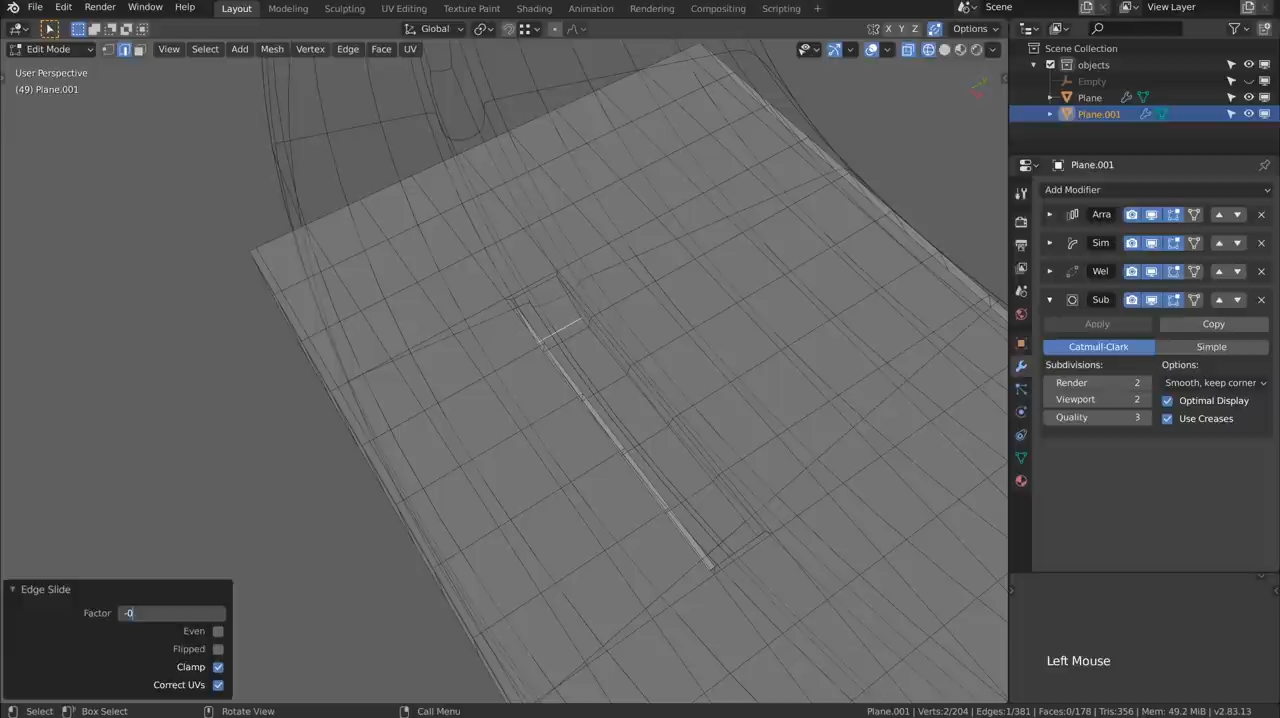 File Edit Render Window Help Layout Modeling Sculpting UV Editing Texture Paint Shading Animation Rendering Compositing Scripting + Scene View Layer
Global X Y Z Options
Edit Mode View Select Add Mesh Vertex Edge Face UV
User Perspective
(49) Plane.001
Scene Collection
objects
Empty
Plane
Plane.001
Plane.001
Add Modifier
Arra
Sim
Wel
Sub
Apply Copy
Catmull-Clark Simple
Subdivisions: Options:
Render 2 Smooth, keep corner
Viewport 2 Optimal Display
Quality 3 Use Creases
Edge Slide
Factor -0
Even
Flipped
Clamp
Correct UVs
Left Mouse
Select Box Select Rotate View Call Menu Plane.001 | Verts:2/204 | Edges:1/381 | Faces:0/178 | Tris:356 | Mem: 49.2 MiB | v2.83.13